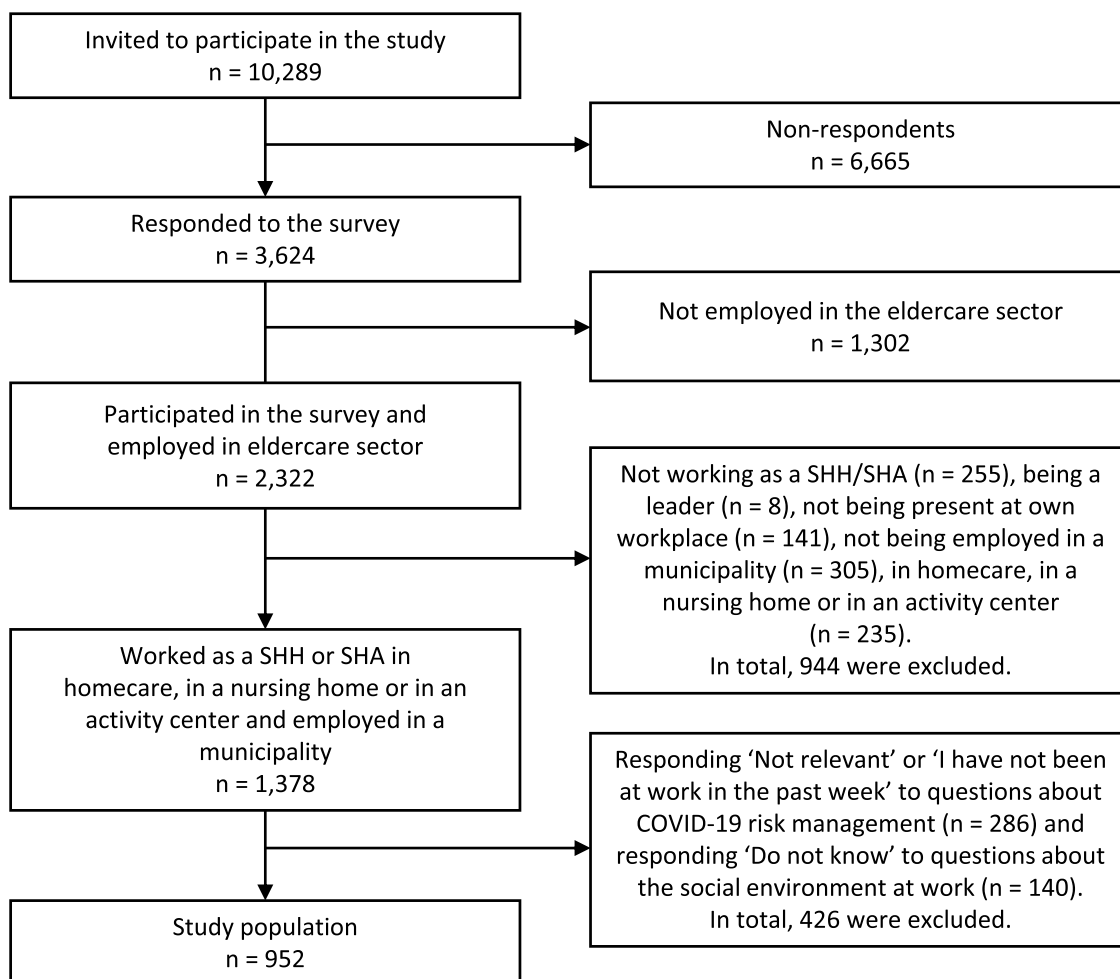 Invited to participate in the study
n = 10,289
Non-respondents
n = 6,665
Responded to the survey
n = 3,624
Not employed in the eldercare sector
n = 1,302
Participated in the survey and
employed in eldercare sector
n = 2,322
Not working as a SHH/SHA (n = 255), being a
leader (n = 8), not being present at own
workplace (n = 141), not being employed in a
municipality (n = 305), in homecare, in a
nursing home or in an activity center
(n = 235).
In total, 944 were excluded.
Worked as a SHH or SHA in
homecare, in a nursing home or in an
activity center and employed in a
municipality
n = 1,378
Responding ‘Not relevant’ or ‘I have not been
at work in the past week’ to questions about
COVID-19 risk management (n = 286) and
responding ‘Do not know’ to questions about
the social environment at work (n = 140).
In total, 426 were excluded.
Study population
n = 952